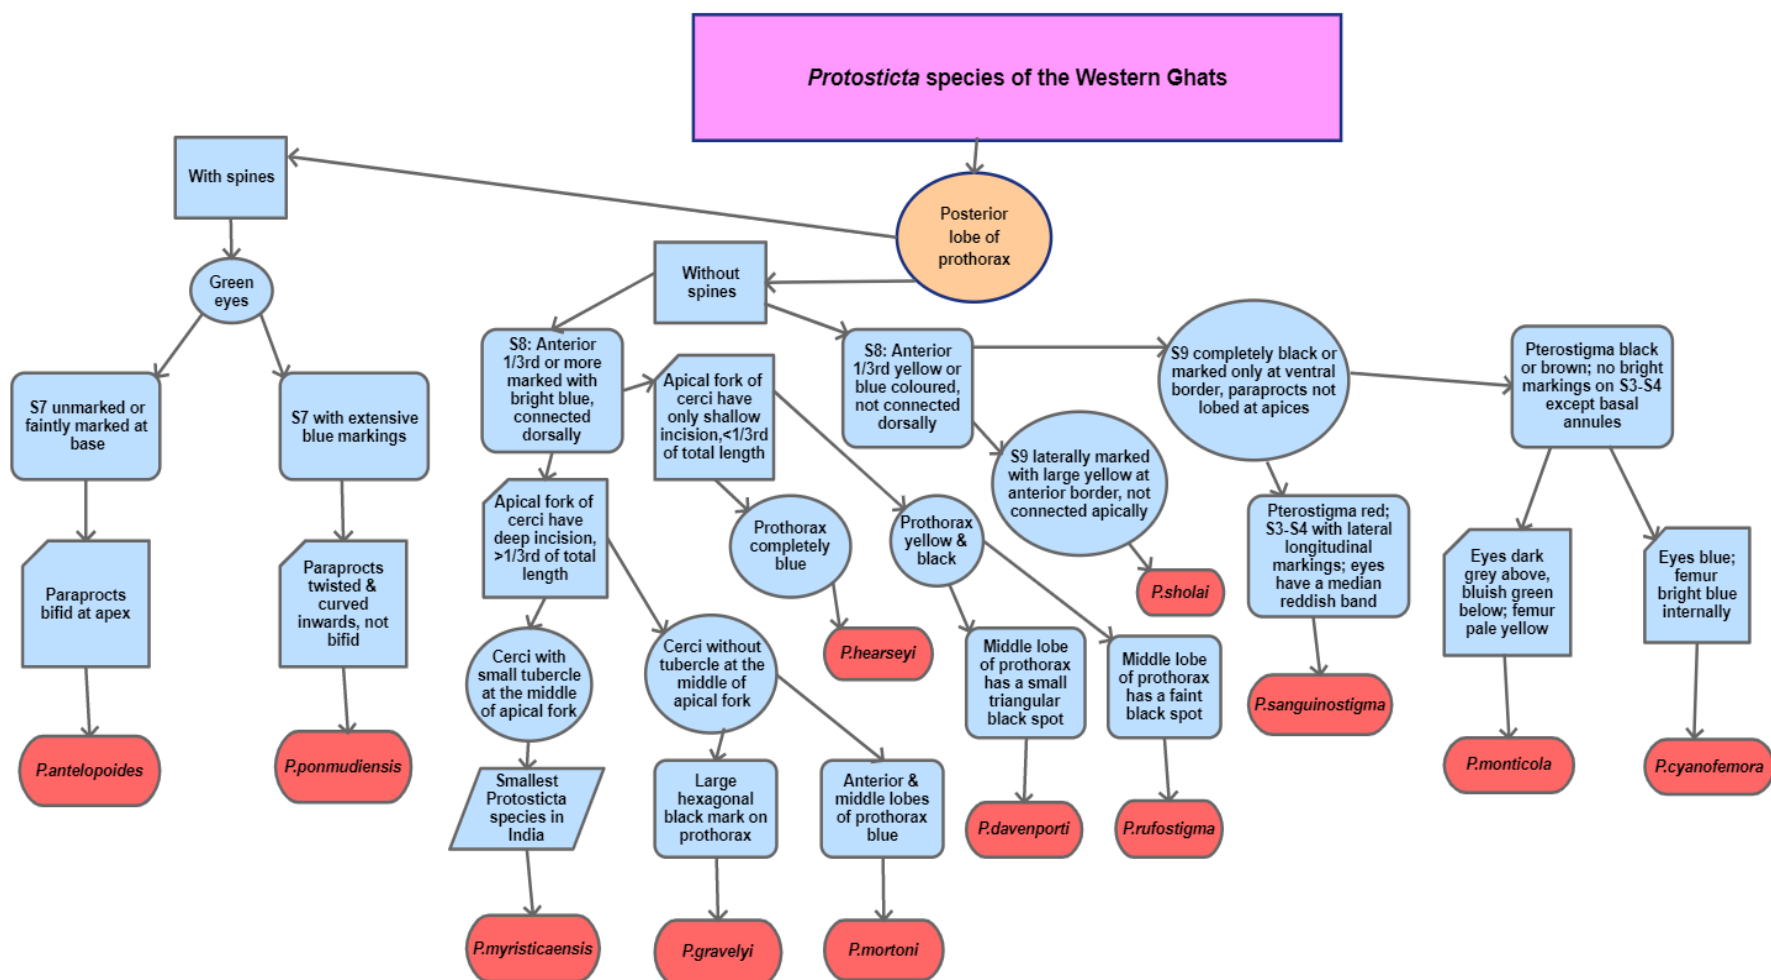 Protosticta species of the Western Ghats
With spines
Posterior
lobe of
prothorax
Green
eyes
Without
spines
S7 unmarked or
faintly marked at
base
S7 with extensive
blue markings
S8: Anterior
1/3rd or more
marked with
bright blue,
connected
dorsally
Apical fork of
cerci have
only shallow
incision,<1/3rd
of total length
S8: Anterior
1/3rd yellow or
blue coloured,
not connected
dorsally
S9 completely black or
marked only at ventral
border, paraprocts not
lobed at apices
Pterostigma black
or brown; no bright
markings on S3-S4
except basal
annules
S9 laterally marked
with large yellow at
anterior border, not
connected apically
Paraprocts
bifid at apex
Paraprocts
twisted &
curved
inwards, not
bifid
Apical fork of
cerci have
deep incision,
>1/3rd of total
length
Prothorax
completely
blue
Prothorax
yellow &
black
P.sholai
Pterostigma red;
S3-S4 with lateral
longitudinal
markings; eyes
have a median
reddish band
Eyes dark
grey above,
bluish green
below; femur
pale yellow
Eyes blue;
femur
bright blue
internally
Cerci with
small tubercle
at the middle
of apical fork
Cerci without
tubercle at the
middle of
apical fork
P.hearseyi
Middle lobe
of prothorax
has a small
triangular
black spot
Middle lobe
of prothorax
has a faint
black spot
P.sanguinostigma
P.antelopoides
P.ponmudiensis
P.monticola
P.cyanofemora
Smallest
Protosticta
species in
India
Large
hexagonal
black mark on
prothorax
Anterior &
middle lobes
of prothorax
blue
P.davenporti
P.rufostigma
P.myristicaensis
P.gravelyi
P.mortoni